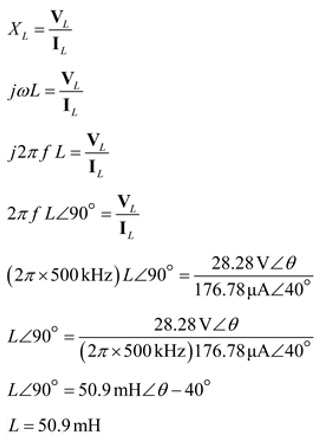 X_L = V_L / I_L
jωL = V_L / I_L
j2πf L = V_L / I_L
2πf L∠90° = V_L / I_L
(2π×500 kHz) L∠90° = 28.28 V∠θ / 176.78 μA∠40°
L∠90° = 28.28 V∠θ / (2π×500 kHz)176.78 μA∠40°
L∠90° = 50.9 mH∠θ−40°
L = 50.9 mH